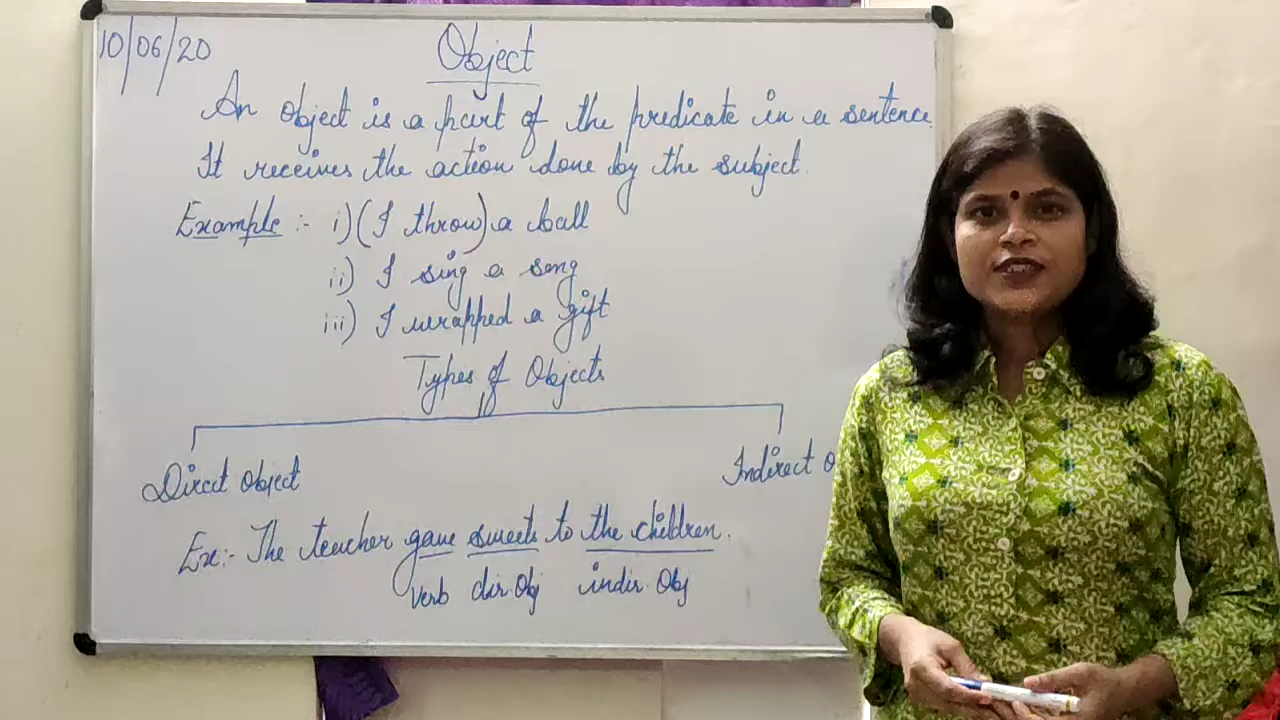 10/06/20
Object
An object is a part of the predicate in a sentence.
It receives the action done by the subject.
Example :- i) (I throw) a ball
ii) I sing a song
iii) I wrapped a gift
Types of Objects
Direct Object
Indirect O
Ex:- The teacher gave sweets to the children.
verb dir. Obj indir. Obj